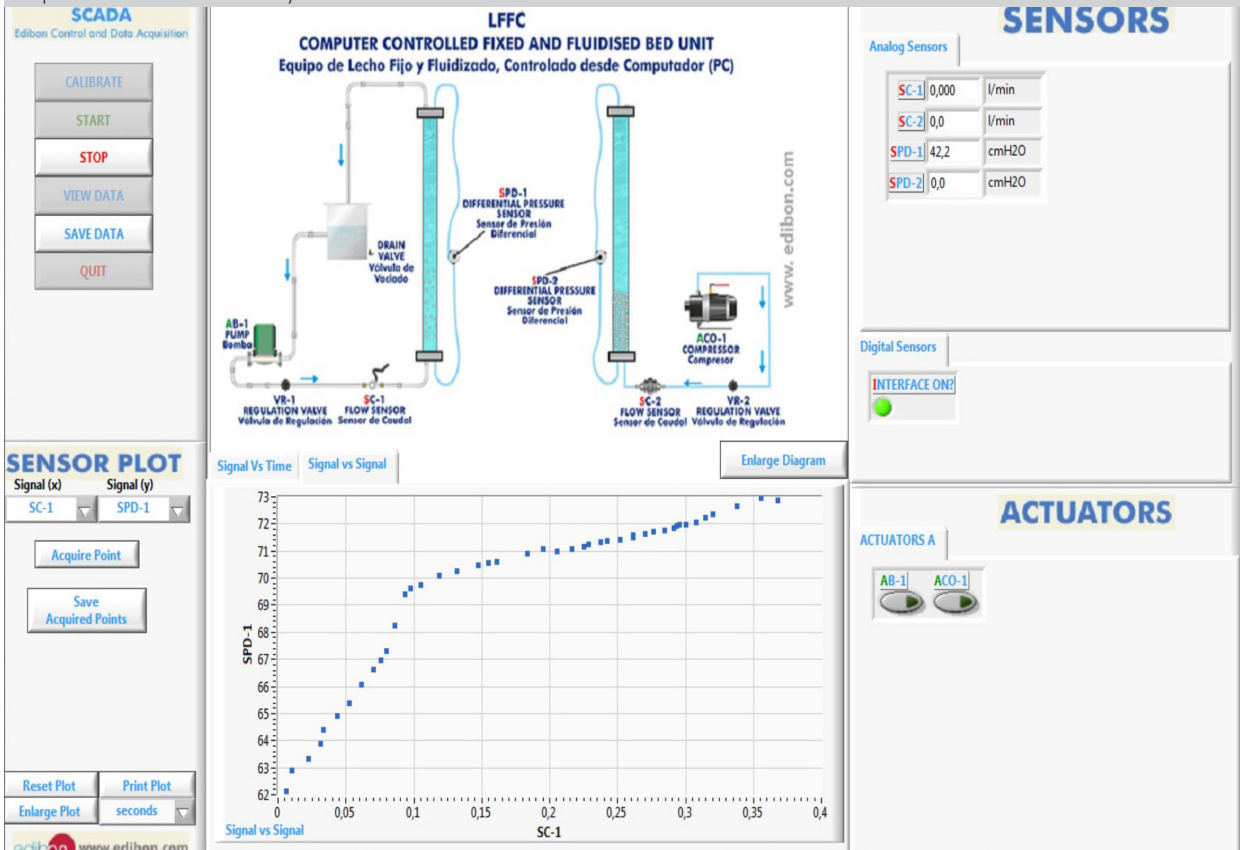 SCADA
Edibon Control and Data Acquisition
CALIBRATE
START
STOP
VIEW DATA
SAVE DATA
QUIT
LFFC
COMPUTER CONTROLLED FIXED AND FLUIDISED BED UNIT
Equipo de Lecho Fijo y Fluidizado, Controlado desde Computador (PC)
SPD-1
DIFFERENTIAL PRESSURE
SENSOR
Sensor de Presión
Diferencial
DRAIN
VALVE
Válvula de
Vaciado
SPD-2
DIFFERENTIAL PRESSURE
SENSOR
Sensor de Presión
Diferencial
www. edibon.com
AB-1
PUMP
Bomba
ACO-1
COMPRESSOR
Compresor
VR-1
REGULATION VALVE
Válvula de Regulación
SC-1
FLOW SENSOR
Sensor de Caudal
SC-2
FLOW SENSOR
Sensor de Caudal
VR-2
REGULATION VALVE
Válvula de Regulación
SENSORS
Analog Sensors
SC-1 0,000 l/min
SC-2 0,0 l/min
SPD-1 42,2 cmH2O
SPD-2 0,0 cmH2O
Digital Sensors
INTERFACE ON?
SENSOR PLOT
Signal (x) Signal (y)
SC-1 SPD-1
Acquire Point
Save
Acquired Points
Reset Plot Print Plot
Enlarge Plot seconds
www.edibon.com
Signal Vs Time Signal vs Signal
Enlarge Diagram
73
72
71
70
69
68
67
66
65
64
63
62
SPD-1
0 0,05 0,1 0,15 0,2 0,25 0,3 0,35 0,4
Signal vs Signal
SC-1
ACTUATORS
ACTUATORS A
AB-1 ACO-1